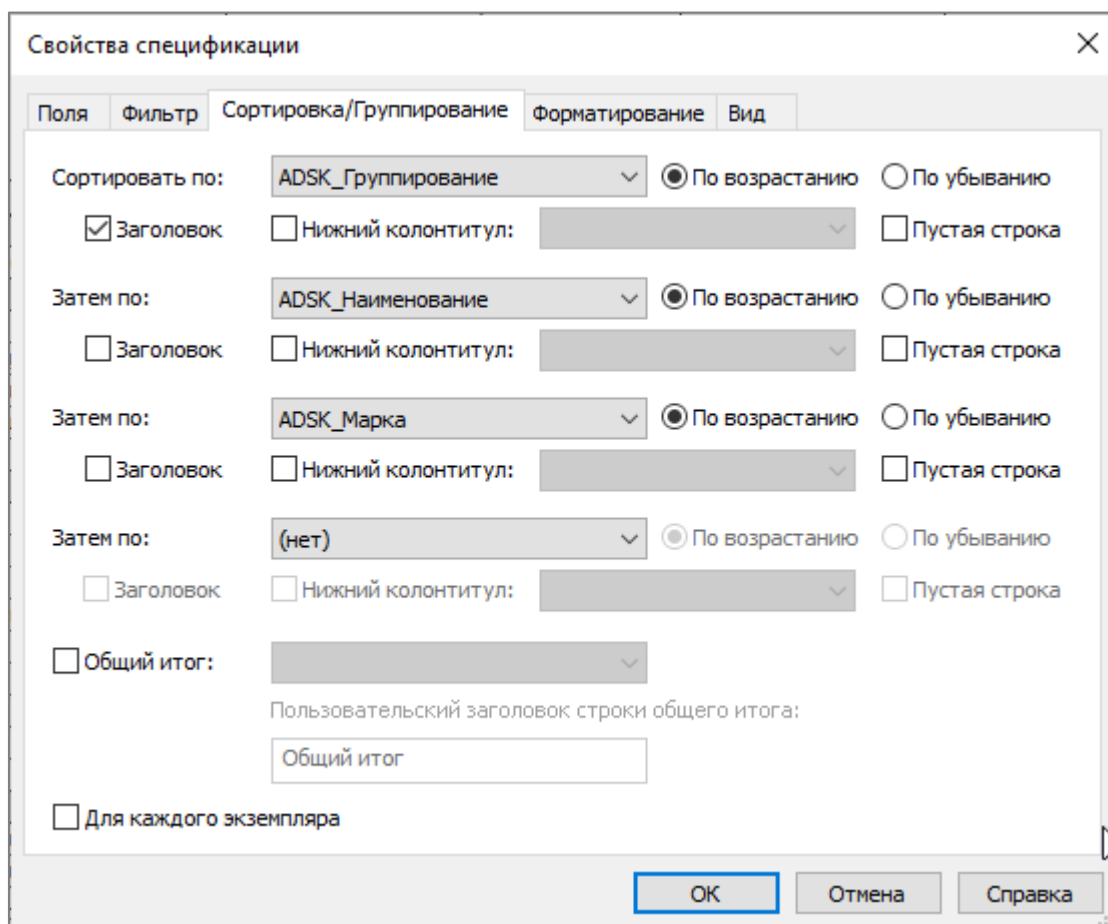 Свойства спецификации
Поля Фильтр Сортировка/Группирование Форматирование Вид
Сортировать по: ADSK_Группирование По возрастанию По убыванию
Заголовок Нижний колонтитул: Пустая строка
Затем по: ADSK_Наименование По возрастанию По убыванию
Заголовок Нижний колонтитул: Пустая строка
Затем по: ADSK_Марка По возрастанию По убыванию
Заголовок Нижний колонтитул: Пустая строка
Затем по: (нет) По возрастанию По убыванию
Заголовок Нижний колонтитул: Пустая строка
Общий итог:
Пользовательский заголовок строки общего итога:
Общий итог
Для каждого экземпляра
ОК Отмена Справка